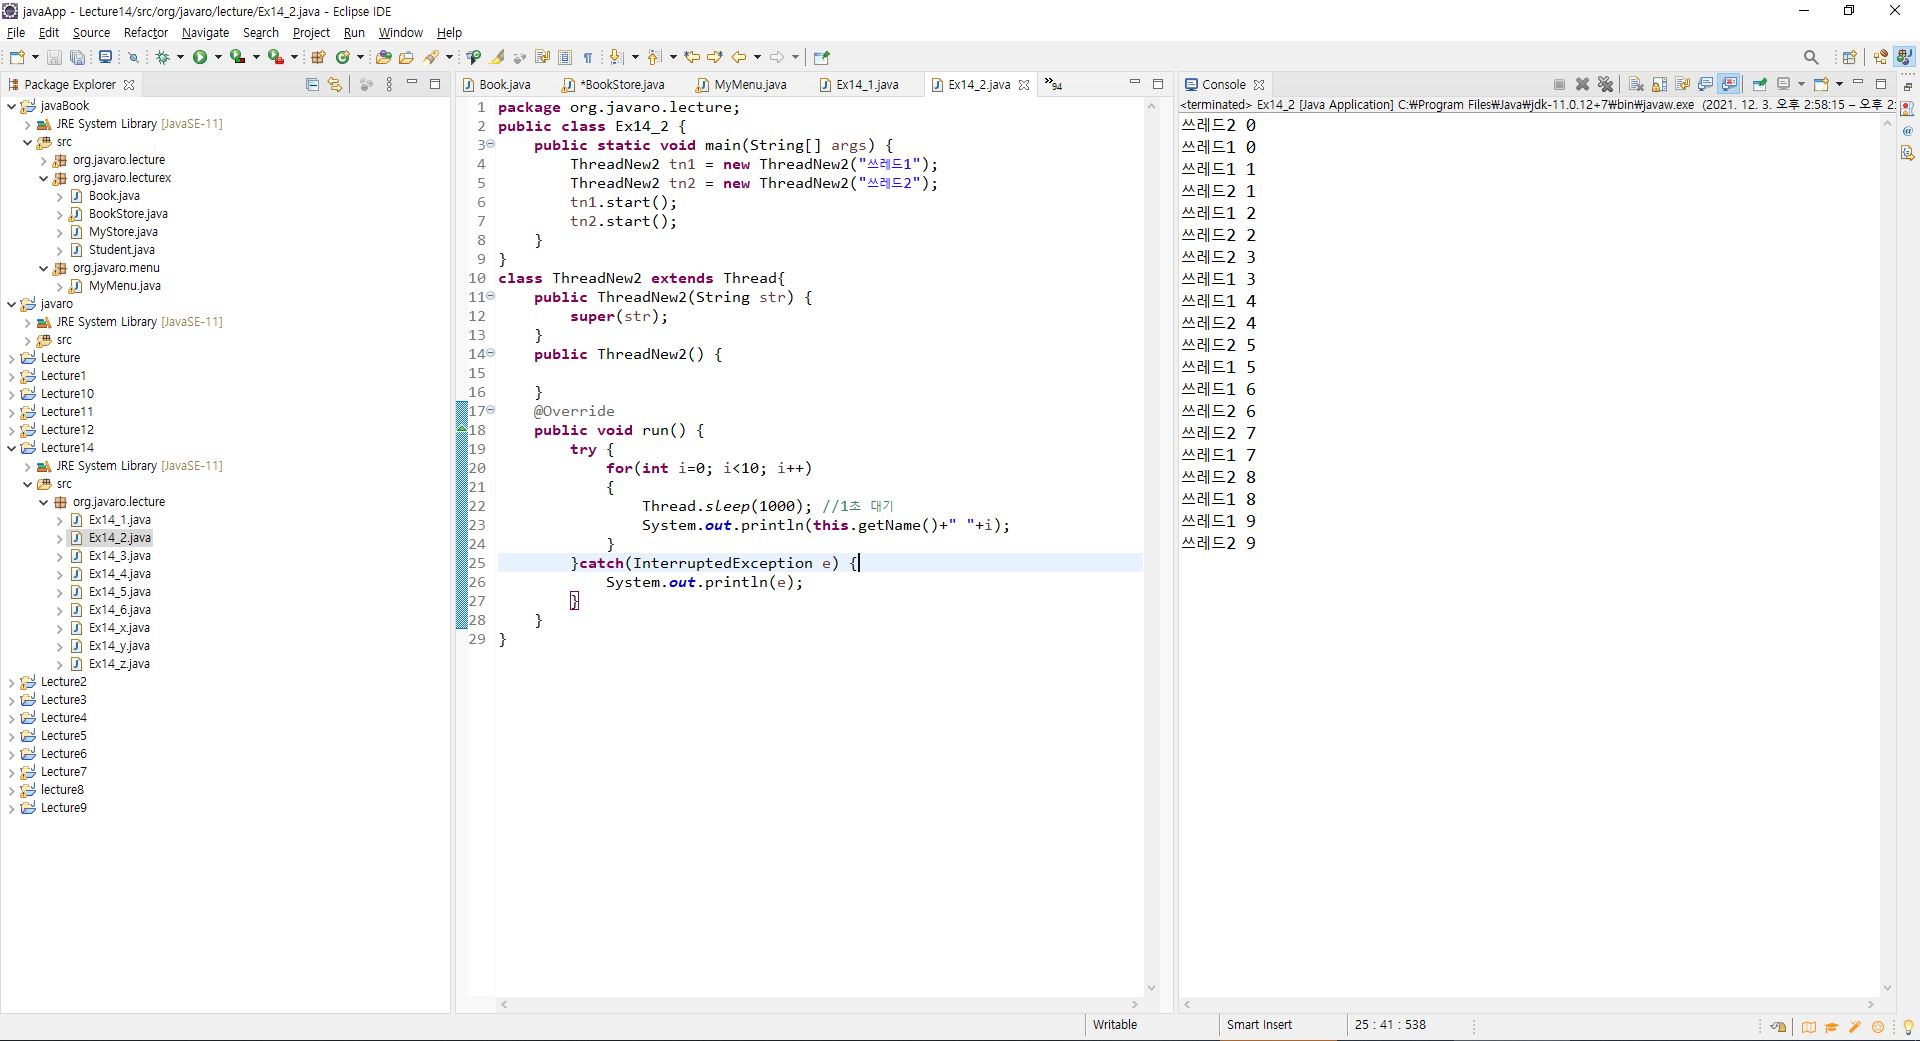 javaApp - Lecture14/src/org/javaro/lecture/Ex14_2.java - Eclipse IDE
File Edit Source Refactor Navigate Search Project Run Window Help
Package Explorer
javaBook
JRE System Library [JavaSE-11]
src
org.javaro.lecture
org.javaro.lecturex
Book.java
BookStore.java
MyStore.java
Student.java
org.javaro.menu
MyMenu.java
javaro
JRE System Library [JavaSE-11]
src
Lecture
Lecture1
Lecture10
Lecture11
Lecture12
Lecture14
JRE System Library [JavaSE-11]
src
org.javaro.lecture
Ex14_1.java
Ex14_2.java
Ex14_3.java
Ex14_4.java
Ex14_5.java
Ex14_6.java
Ex14_x.java
Ex14_y.java
Ex14_z.java
Lecture2
Lecture3
Lecture4
Lecture5
Lecture6
Lecture7
lecture8
Lecture9
Book.java *BookStore.java MyMenu.java Ex14_1.java Ex14_2.java »94
1 package org.javaro.lecture;
2 public class Ex14_2 {
3 public static void main(String[] args) {
4 ThreadNew2 tn1 = new ThreadNew2("쓰레드1");
5 ThreadNew2 tn2 = new ThreadNew2("쓰레드2");
6 tn1.start();
7 tn2.start();
8 }
9 }
10 class ThreadNew2 extends Thread{
11 public ThreadNew2(String str) {
12 super(str);
13 }
14 public ThreadNew2() {
15
16 }
17 @Override
18 public void run() {
19 try {
20 for(int i=0; i<10; i++)
21 {
22 Thread.sleep(1000); //1초 대기
23 System.out.println(this.getName()+" "+i);
24 }
25 }catch(InterruptedException e) {
26 System.out.println(e);
27 }
28 }
29 }
Console
<terminated> Ex14_2 [Java Application] C:₩Program Files₩Java₩jdk-11.0.12+7₩bin₩javaw.exe (2021. 12. 3. 오후 2:58:15 – 오후 2:
쓰레드2 0
쓰레드1 0
쓰레드1 1
쓰레드2 1
쓰레드1 2
쓰레드2 2
쓰레드2 3
쓰레드1 3
쓰레드1 4
쓰레드2 4
쓰레드2 5
쓰레드1 5
쓰레드1 6
쓰레드2 6
쓰레드2 7
쓰레드1 7
쓰레드2 8
쓰레드1 8
쓰레드1 9
쓰레드2 9
Writable Smart Insert 25 : 41 : 538